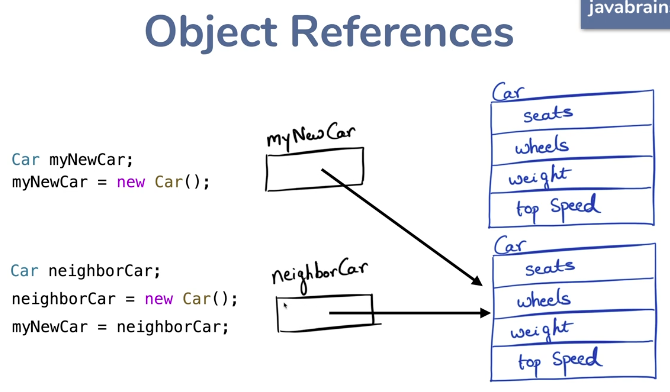 javabrain
Object References
Car myNewCar;
myNewCar = new Car();
myNewCar
Car
seats
wheels
weight
top Speed
Car neighborCar;
neighborCar = new Car();
myNewCar = neighborCar;
neighborCar
Car
seats
wheels
weight
top Speed